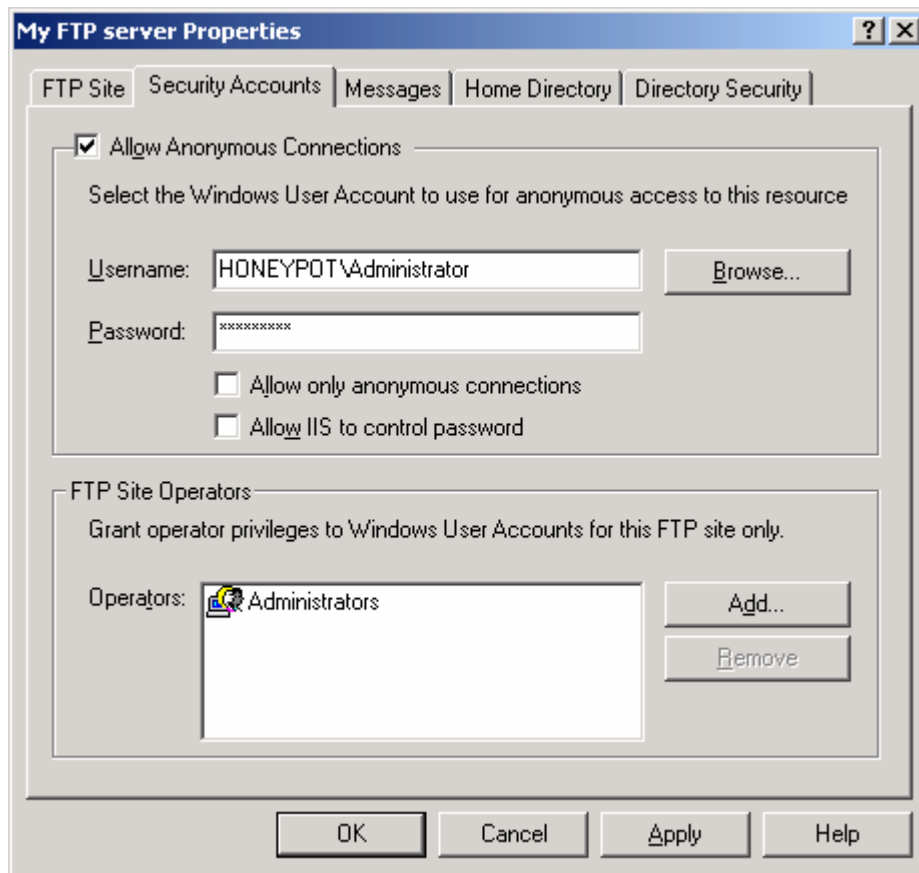 My FTP server Properties
FTP Site Security Accounts Messages Home Directory Directory Security
Allow Anonymous Connections
Select the Windows User Account to use for anonymous access to this resource
Username: HONEYPOT\Administrator Browse...
Password: *********
Allow only anonymous connections
Allow IIS to control password
FTP Site Operators
Grant operator privileges to Windows User Accounts for this FTP site only.
Operators: Administrators Add...
Remove
OK Cancel Apply Help